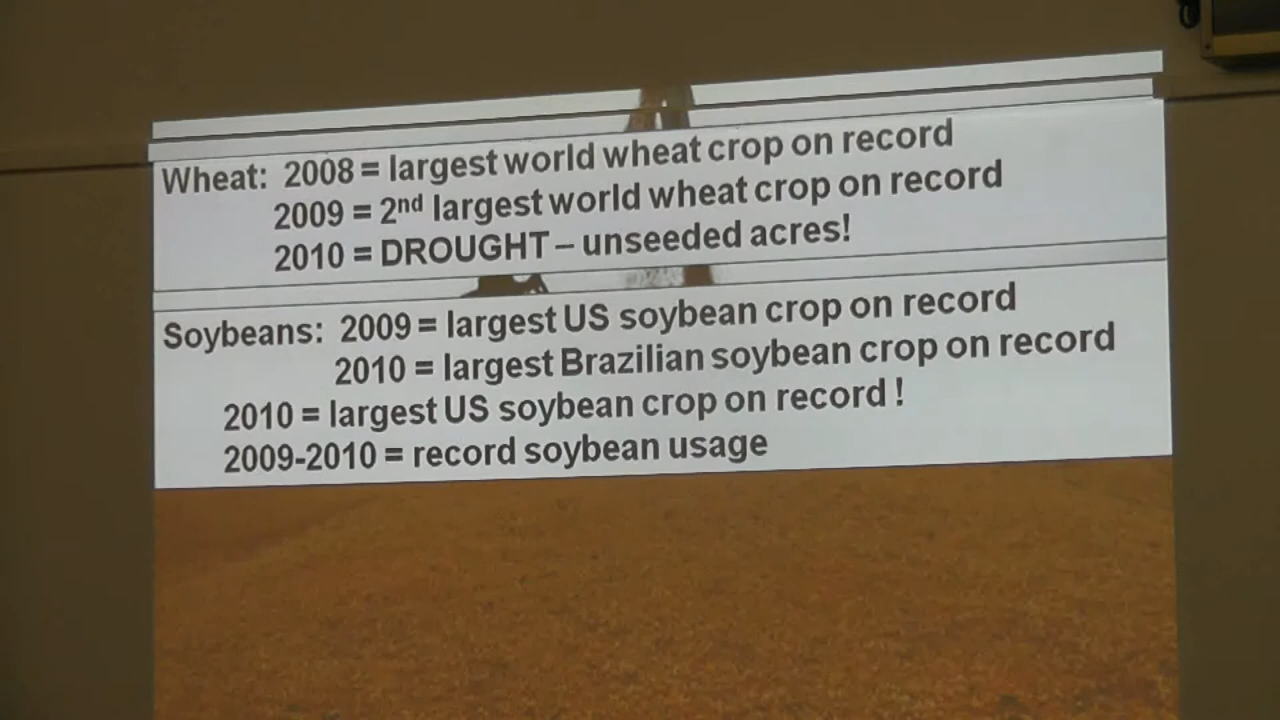 Wheat: 2008 = largest world wheat crop on record
2009 = 2nd largest world wheat crop on record
2010 = DROUGHT – unseeded acres!
Soybeans: 2009 = largest US soybean crop on record
2010 = largest Brazilian soybean crop on record
2010 = largest US soybean crop on record !
2009-2010 = record soybean usage